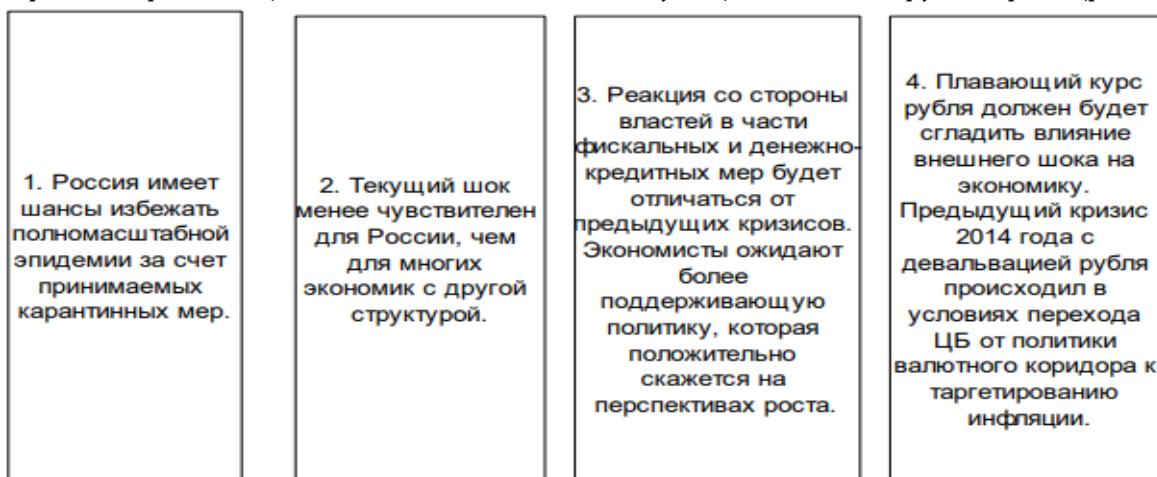 1. Россия имеет
шансы избежать
полномасштабной
эпидемии за счет
принимаемых
карантинных мер.
2. Текущий шок
менее чувствителен
для России, чем
для многих
экономик с другой
структурой.
3. Реакция со стороны
властей в части
фискальных и денежно-
кредитных мер будет
отличаться от
предыдущих кризисов.
Экономисты ожидают
более
поддерживающую
политику, которая
положительно
скажется на
перспективах роста.
4. Плавающий курс
рубля должен будет
сгладить влияние
внешнего шока на
экономику.
Предыдущий кризис
2014 года с
девальвацией рубля
происходил в
условиях перехода
ЦБ от политики
валютного коридора к
таргетированию
инфляции.